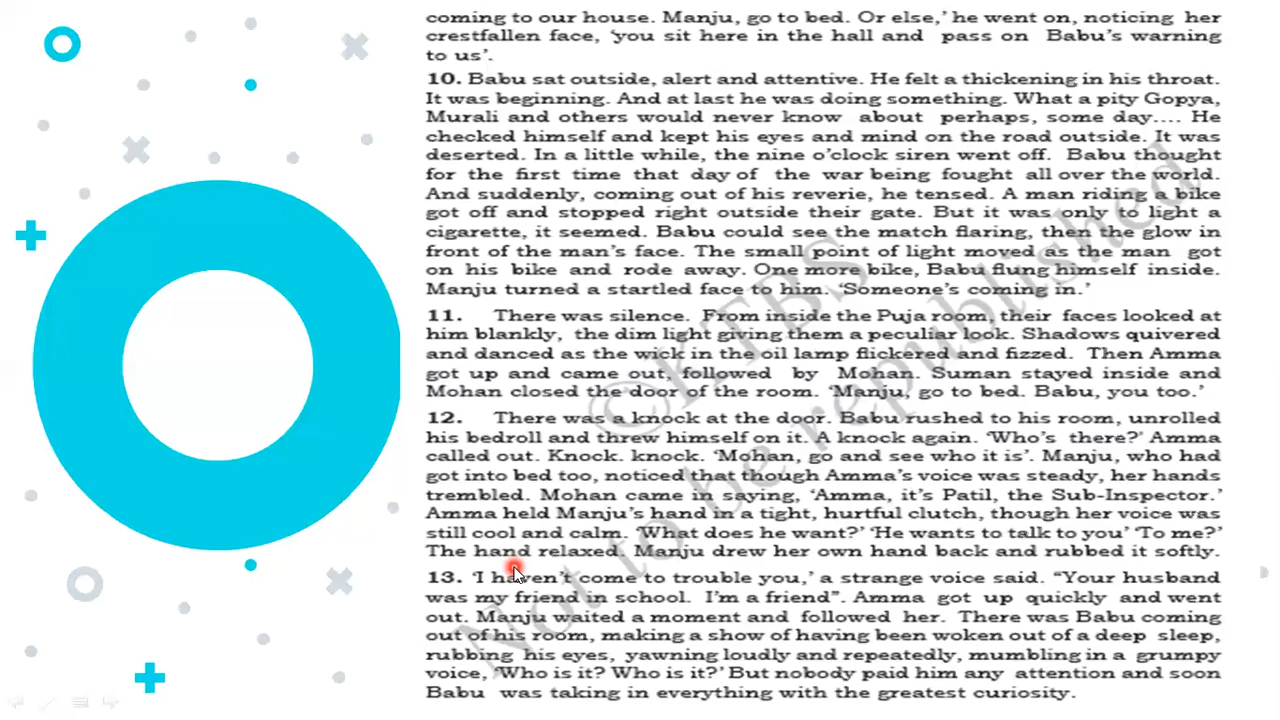 coming to our house. Manju, go to bed. Or else,' he went on, noticing her
crestfallen face, 'you sit here in the hall and pass on Babu's warning
to us'.
10. Babu sat outside, alert and attentive. He felt a thickening in his throat.
It was beginning. And at last he was doing something. What a pity Gopya,
Murali and others would never know about perhaps, some day.... He
checked himself and kept his eyes and mind on the road outside. It was
deserted. In a little while, the nine o'clock siren went off. Babu thought
for the first time that day of the war being fought all over the world.
And suddenly, coming out of his reverie, he tensed. A man riding a bike
got off and stopped right outside their gate. But it was only to light a
cigarette, it seemed. Babu could see the match flaring, then the glow in
front of the man's face. The small point of light moved as the man got
on his bike and rode away. One more bike, Babu flung himself inside.
Manju turned a startled face to him. 'Someone's coming in.'
11. There was silence. From inside the Puja room, their faces looked at
him blankly, the dim light giving them a peculiar look. Shadows quivered
and danced as the wick in the oil lamp flickered and fizzed. Then Amma
got up and came out, followed by Mohan. Suman stayed inside and
Mohan closed the door of the room. 'Manju, go to bed. Babu, you too.'
12. There was a knock at the door. Babu rushed to his room, unrolled
his bedroll and threw himself on it. A knock again. 'Who's there?' Amma
called out. Knock. knock. 'Mohan, go and see who it is'. Manju, who had
got into bed too, noticed that though Amma's voice was steady, her hands
trembled. Mohan came in saying, 'Amma, it's Patil, the Sub-Inspector.'
Amma held Manju's hand in a tight, hurtful clutch, though her voice was
still cool and calm. 'What does he want?' 'He wants to talk to you' 'To me?'
The hand relaxed. Manju drew her own hand back and rubbed it softly.
13. 'I haven't come to trouble you,' a strange voice said. "Your husband
was my friend in school. I'm a friend". Amma got up quickly and went
out. Manju waited a moment and followed her. There was Babu coming
out of his room, making a show of having been woken out of a deep sleep,
rubbing his eyes, yawning loudly and repeatedly, mumbling in a grumpy
voice, 'Who is it? Who is it?' But nobody paid him any attention and soon
Babu was taking in everything with the greatest curiosity.
©KTBS
Not to be republished